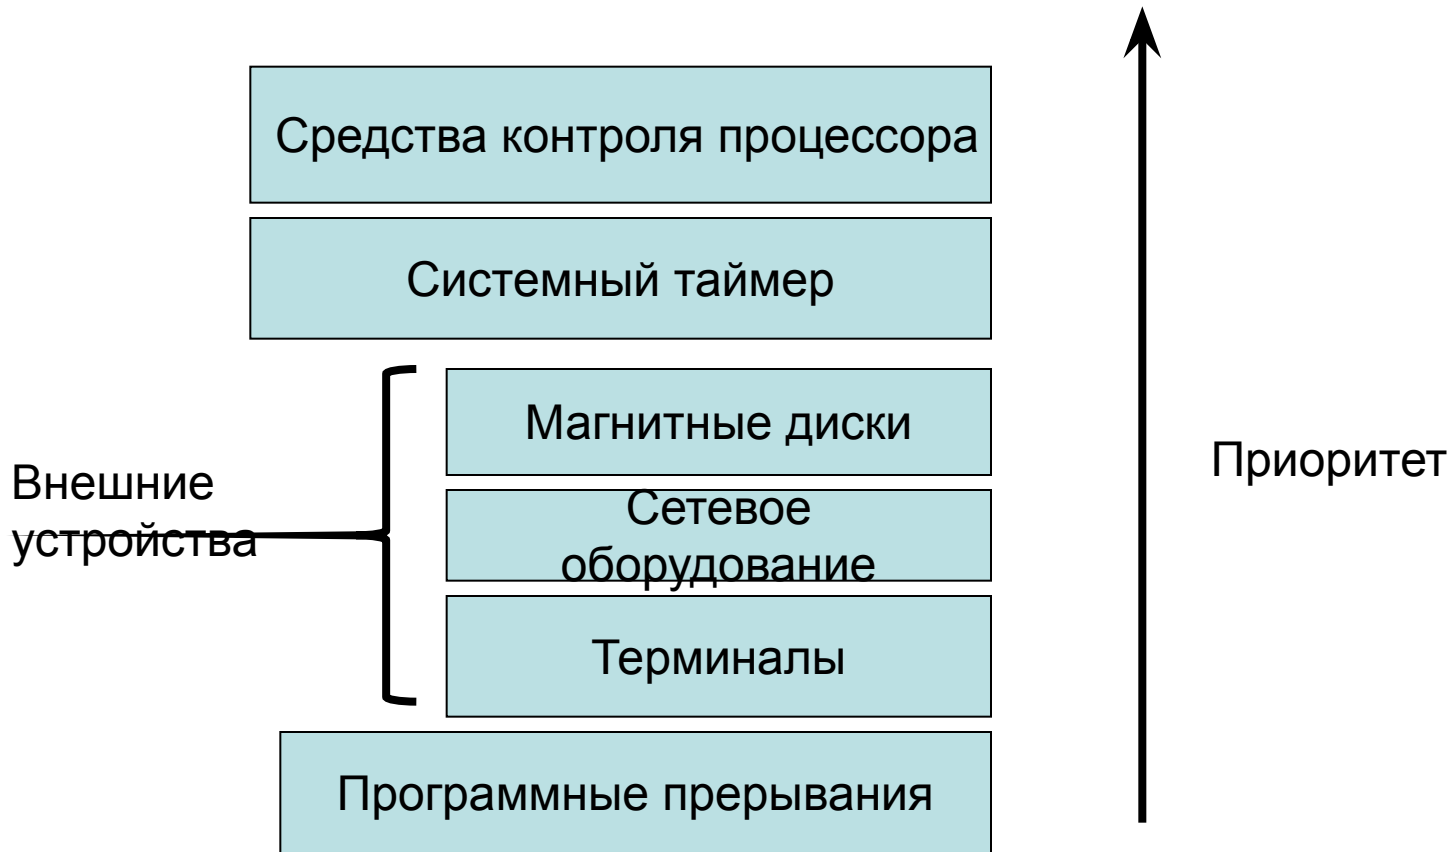 Средства контроля процессора
Системный таймер
Магнитные диски
Внешние
устройства
Приоритет
Сетевое
оборудование
Терминалы
Программные прерывания